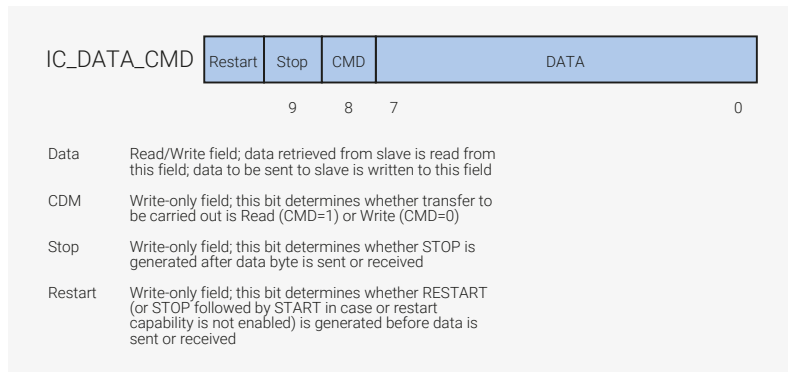 IC_DATA_CMD Restart Stop CMD DATA
9 8 7 0
Data Read/Write field; data retrieved from slave is read from
this field; data to be sent to slave is written to this field
CDM Write-only field; this bit determines whether transfer to
be carried out is Read (CMD=1) or Write (CMD=0)
Stop Write-only field; this bit determines whether STOP is
generated after data byte is sent or received
Restart Write-only field; this bit determines whether RESTART
(or STOP followed by START in case or restart
capability is not enabled) is generated before data is
sent or received